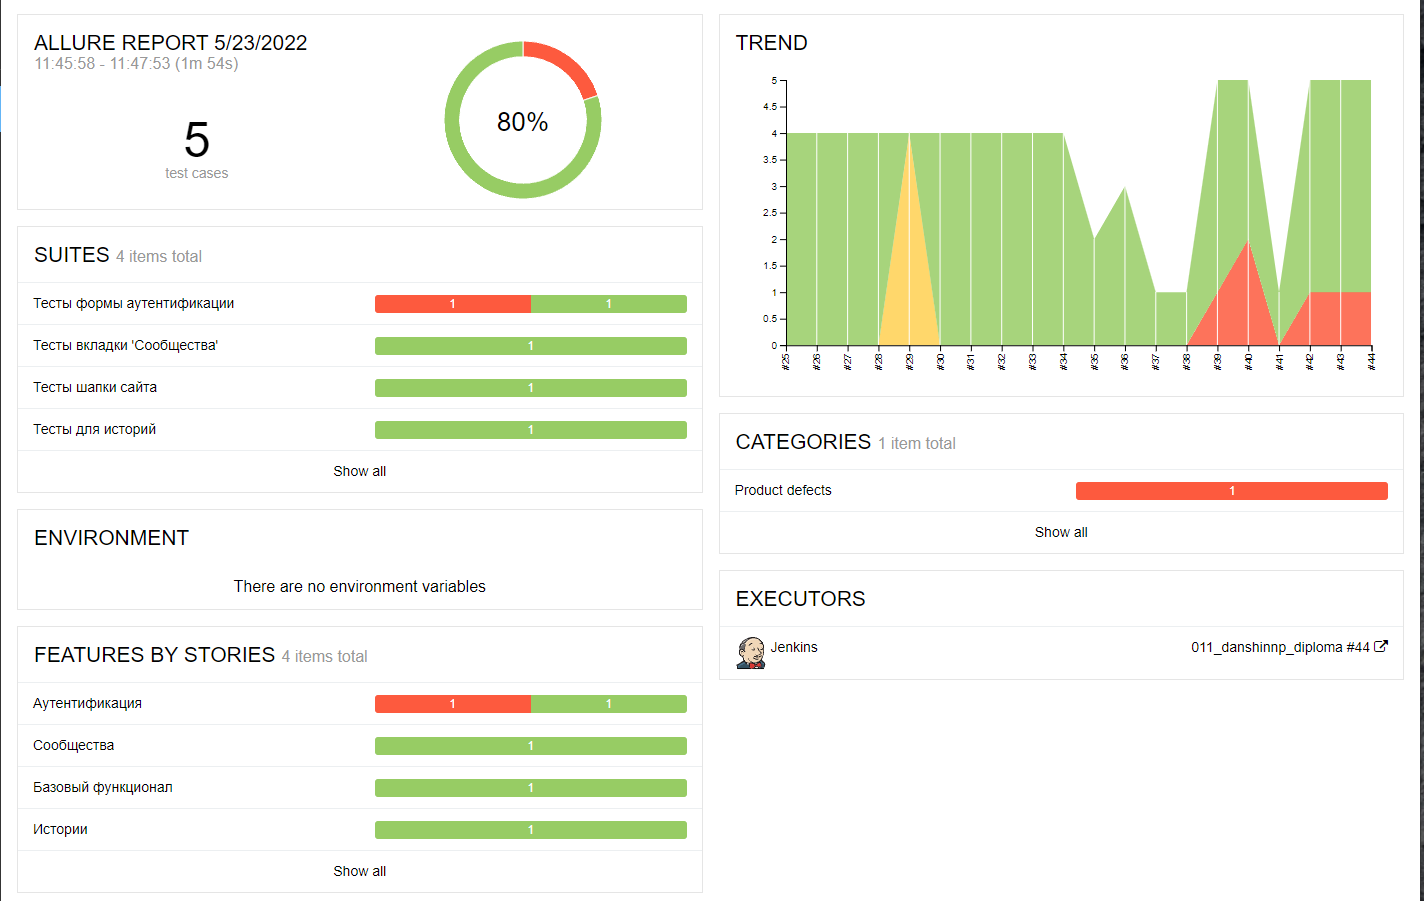 ALLURE REPORT 5/23/2022
11:45:58 - 11:47:53 (1m 54s)
5
test cases
80%
SUITES 4 items total
Тесты формы аутентификации 1 1
Тесты вкладки 'Сообщества' 1
Тесты шапки сайта 1
Тесты для историй 1
Show all
ENVIRONMENT
There are no environment variables
FEATURES BY STORIES 4 items total
Аутентификация 1 1
Сообщества 1
Базовый функционал 1
Истории 1
Show all
TREND
5
4.5
4
3.5
3
2.5
2
1.5
1
0.5
0
#25 #26 #27 #28 #29 #30 #31 #32 #33 #34 #35 #36 #37 #38 #39 #40 #41 #42 #43 #44
CATEGORIES 1 item total
Product defects 1
Show all
EXECUTORS
Jenkins 011_danshinnp_diploma #44